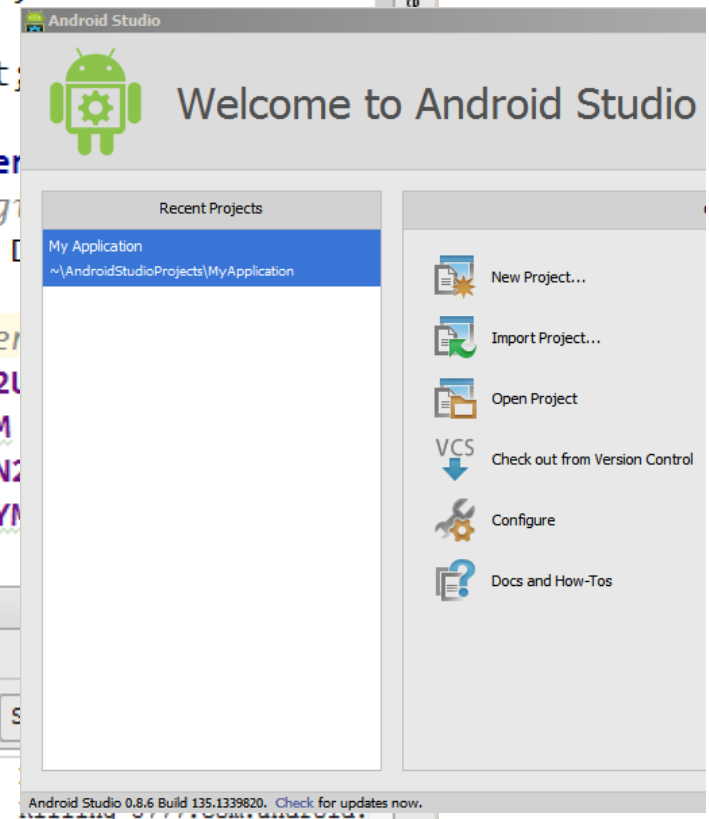 Android Studio
Welcome to Android Studio
Recent Projects
My Application
~\AndroidStudioProjects\MyApplication
New Project...
Import Project...
Open Project
VCS
Check out from Version Control
Configure
Docs and How-Tos
Android Studio 0.8.6 Build 135.1339820. Check for updates now.